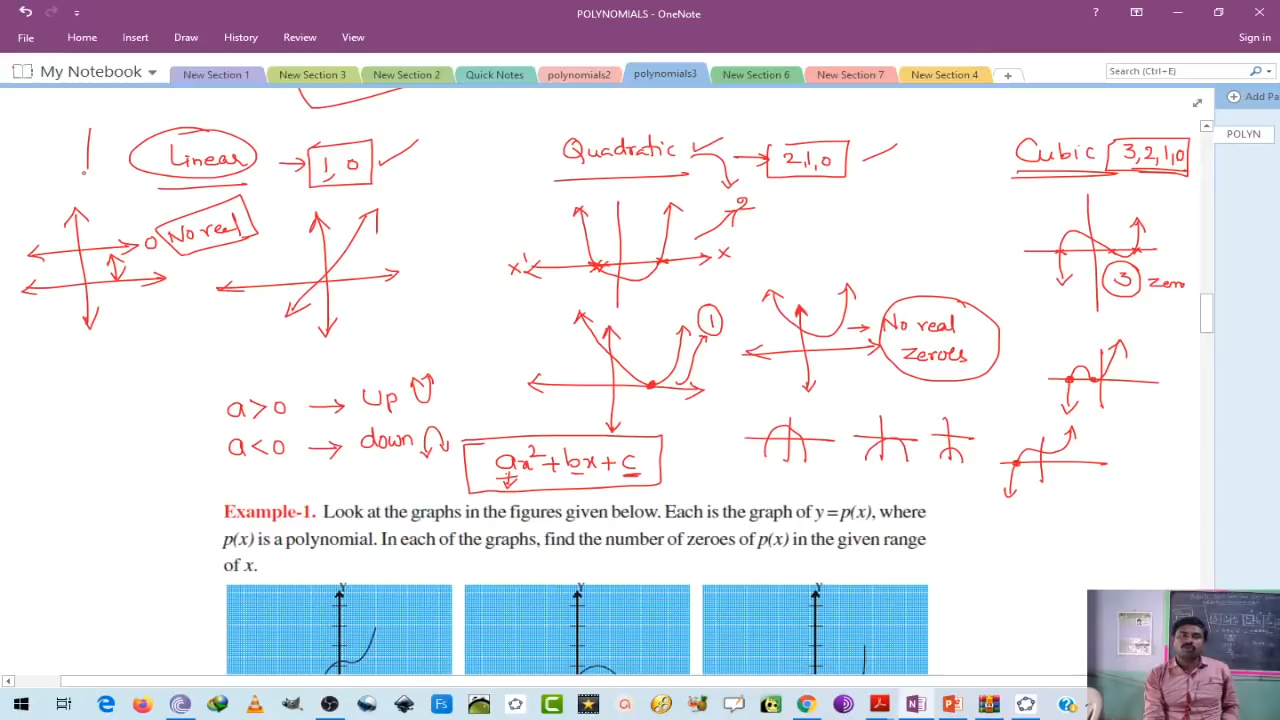 POLYNOMIALS - OneNote
?
File Home Insert Draw History Review View
Sign in
My Notebook
New Section 1
New Section 3
New Section 2
Quick Notes
polynomials2
polynomials3
New Section 6
New Section 7
New Section 4
Search (Ctrl+E)
Add Pa
POLYN
Linear → 1, 0
Quadratic → 2,1,0
Cubic 3,2,1,0
0 No real
2
x' x
3 Zero
1
No real
Zeroes
a>0 → up
a<0 → down
ax²+bx+c
Example-1. Look at the graphs in the figures given below. Each is the graph of y = p(x), where
p(x) is a polynomial. In each of the graphs, find the number of zeroes of p(x) in the given range
of x.
Y Y Y
Fs